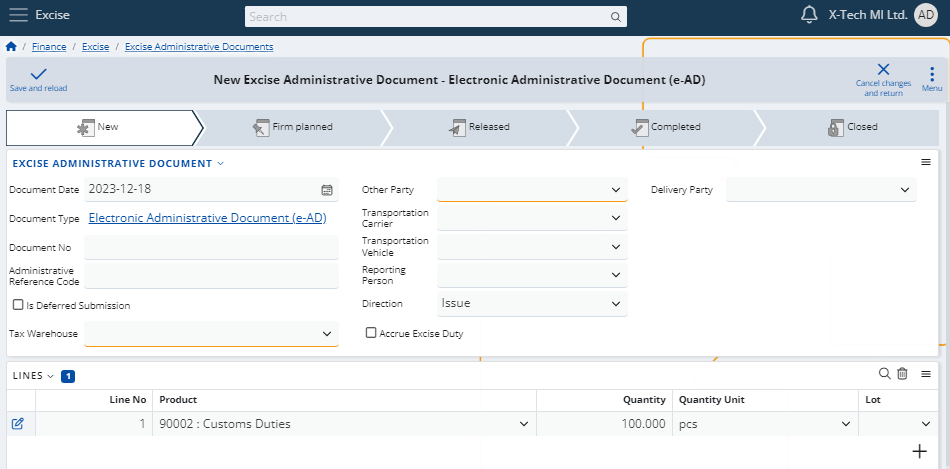 Excise
Search
X-Tech MI Ltd.
AD
/ Finance / Excise / Excise Administrative Documents
Save and reload
New Excise Administrative Document - Electronic Administrative Document (e-AD)
Cancel changes
and return
Menu
New
Firm planned
Released
Completed
Closed
EXCISE ADMINISTRATIVE DOCUMENT
Document Date
2023-12-18
Document Type
Electronic Administrative Document (e-AD)
Document No
Administrative
Reference Code
Is Deferred Submission
Tax Warehouse
Other Party
Transportation
Carrier
Transportation
Vehicle
Reporting
Person
Direction
Issue
Accrue Excise Duty
Delivery Party
LINES
1
Line No Product Quantity Quantity Unit Lot
1 90002 : Customs Duties 100.000 pcs